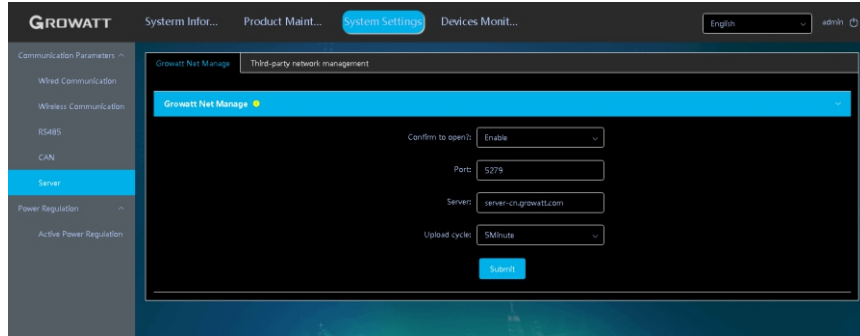 GROWATT
Systerm Infor...
Product Maint...
System Settings
Devices Monit...
English
admin
Communication Parameters
Wired Communication
Wireless Communication
RS485
CAN
Server
Power Regulation
Active Power Regulation
Growatt Net Manage
Third-party network management
Growatt Net Manage
Confirm to open?: Enable
Port: 5279
Server: server-cn.growatt.com
Upload cycle: 5Minute
Submit